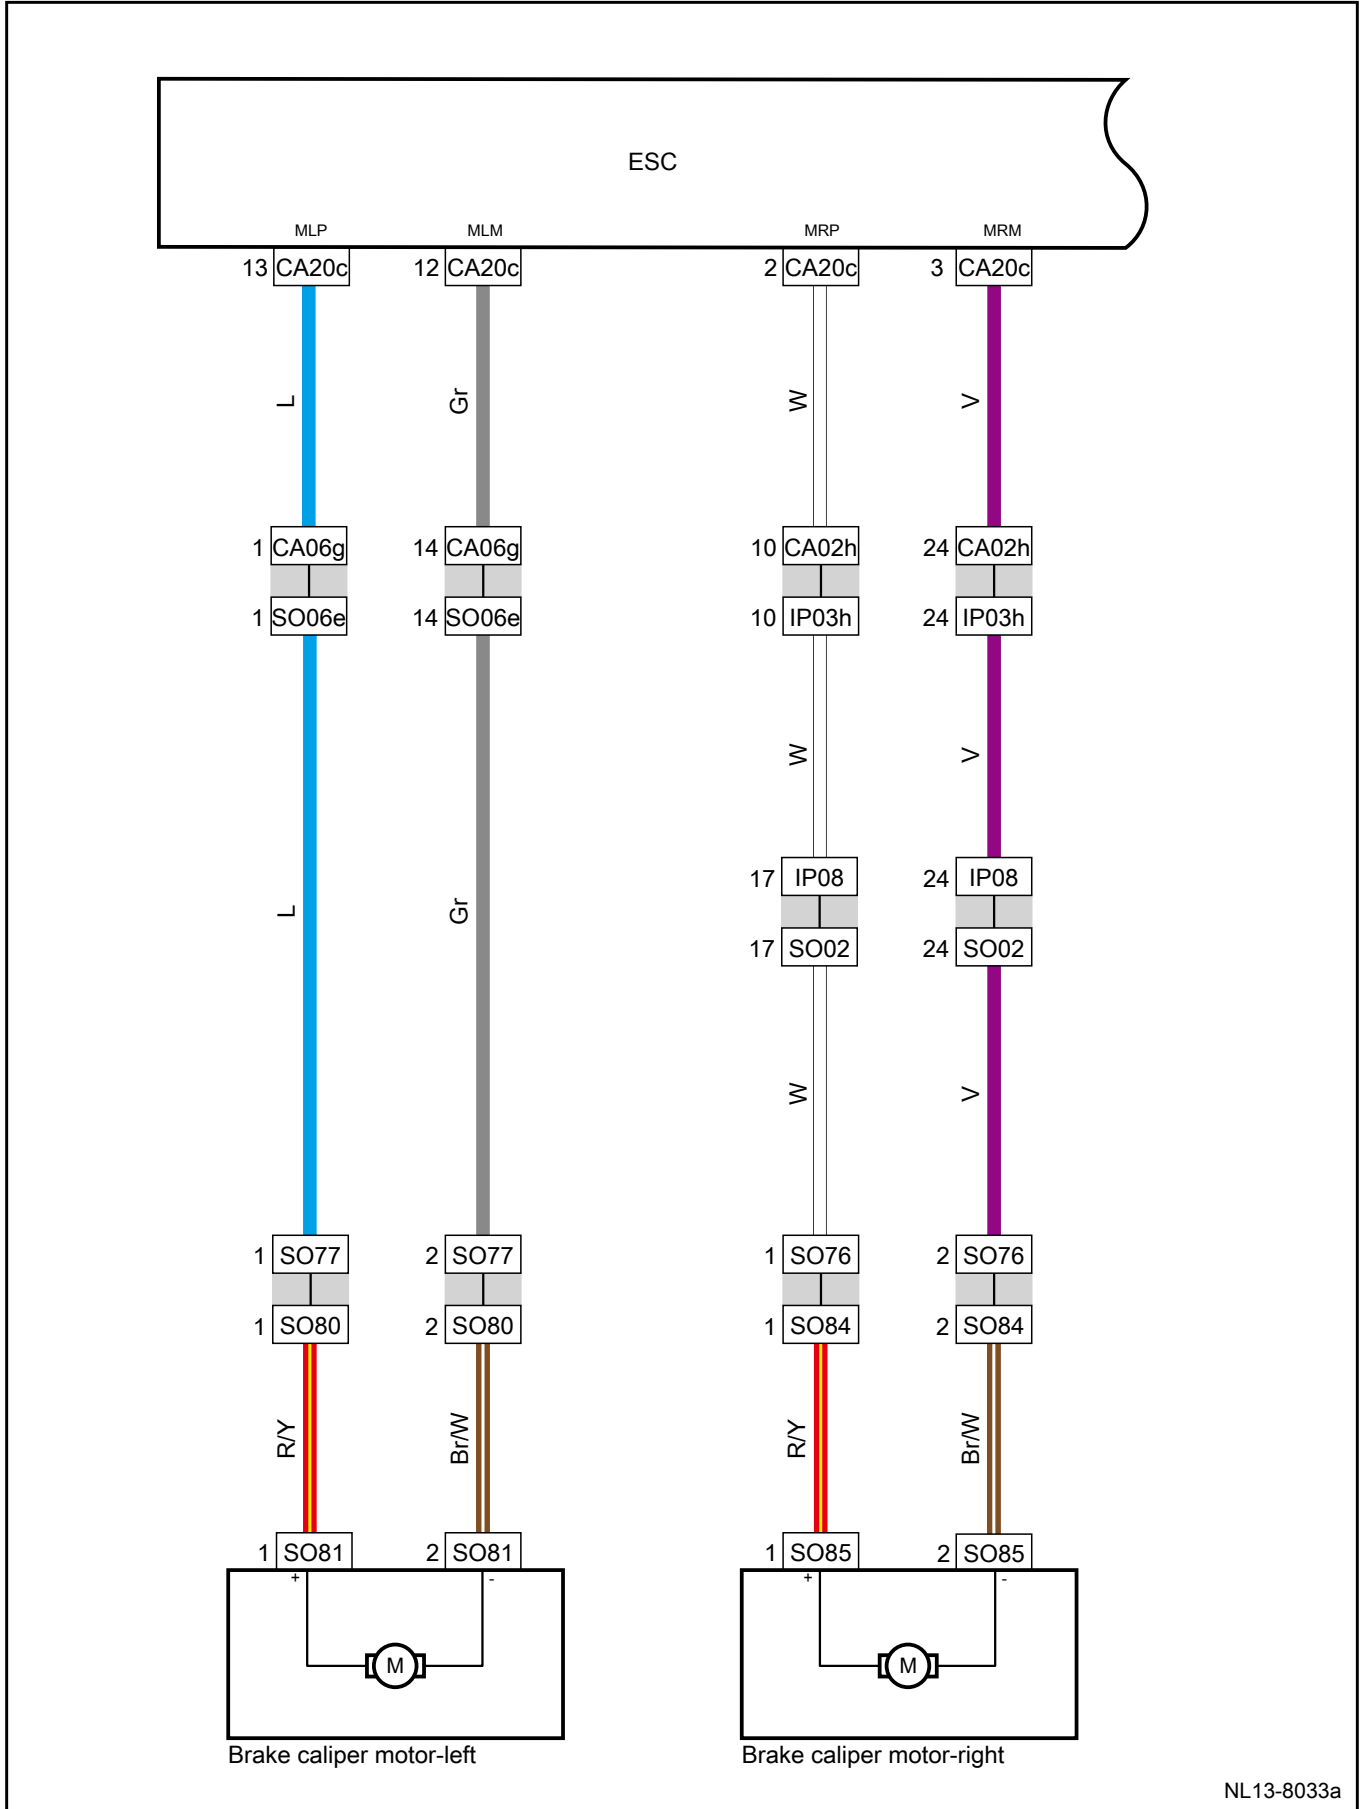 ESC
MLP MLM MRP MRM
13 CA20c 12 CA20c 2 CA20c 3 CA20c
L Gr W V
1 CA06g 14 CA06g 10 CA02h 24 CA02h
1 SO06e 14 SO06e 10 IP03h 24 IP03h
W V
17 IP08 24 IP08
L Gr
17 SO02 24 SO02
W V
1 SO77 2 SO77 1 SO76 2 SO76
1 SO80 2 SO80 1 SO84 2 SO84
R/Y Br/W R/Y Br/W
1 SO81 2 SO81 1 SO85 2 SO85
+ - + -
M M
Brake caliper motor-left Brake caliper motor-right
NL13-8033a